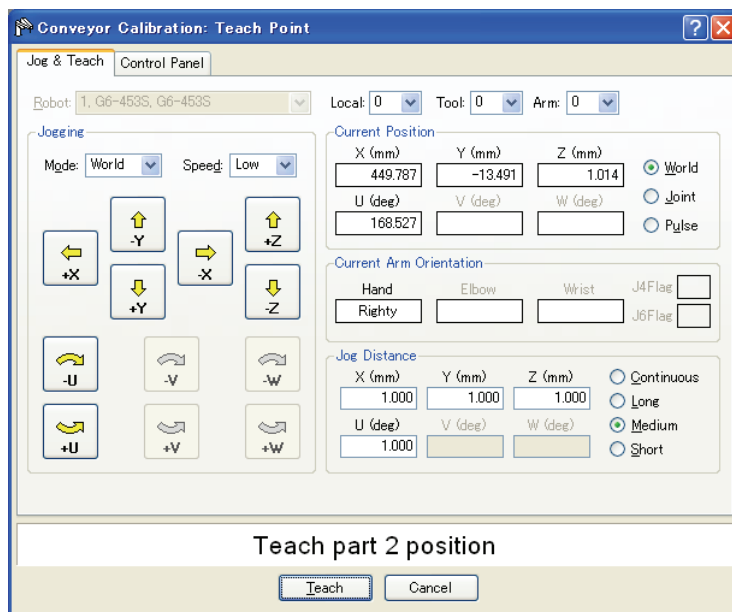 Conveyor Calibration: Teach Point
Jog & Teach Control Panel
Robot: 1, G6-453S, G6-453S Local: 0 Tool: 0 Arm: 0
Jogging
Mode: World Speed: Low
-Y +Z
+X -X
+Y -Z
-U -V -W
+U +V +W
Current Position
X (mm) Y (mm) Z (mm)
449.787 -13.491 1.014
U (deg) V (deg) W (deg)
168.527
World
Joint
Pulse
Current Arm Orientation
Hand Elbow Wrist J4Flag
Righty J6Flag
Jog Distance
X (mm) Y (mm) Z (mm)
1.000 1.000 1.000
U (deg) V (deg) W (deg)
1.000
Continuous
Long
Medium
Short
Teach part 2 position
Teach Cancel